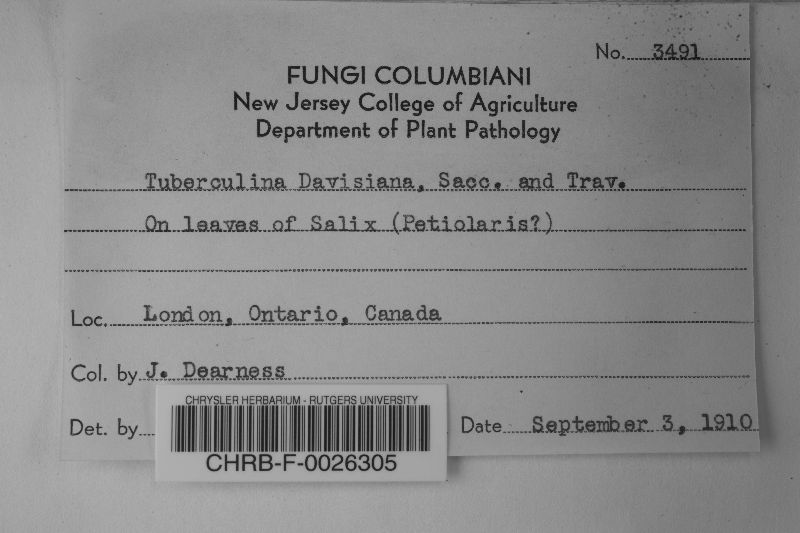 No. 3491
FUNGI COLUMBIANI
New Jersey College of Agriculture
Department of Plant Pathology
Tuberculina Davisiana, Sacc. and Trav.
On leaves of Salix (Petiolaris?)
Loc. London, Ontario, Canada
Col. by J. Dearness
Det. by
Date September 3, 1910
CHRYSLER HERBARIUM - RUTGERS UNIVERSITY
CHRB-F-0026305